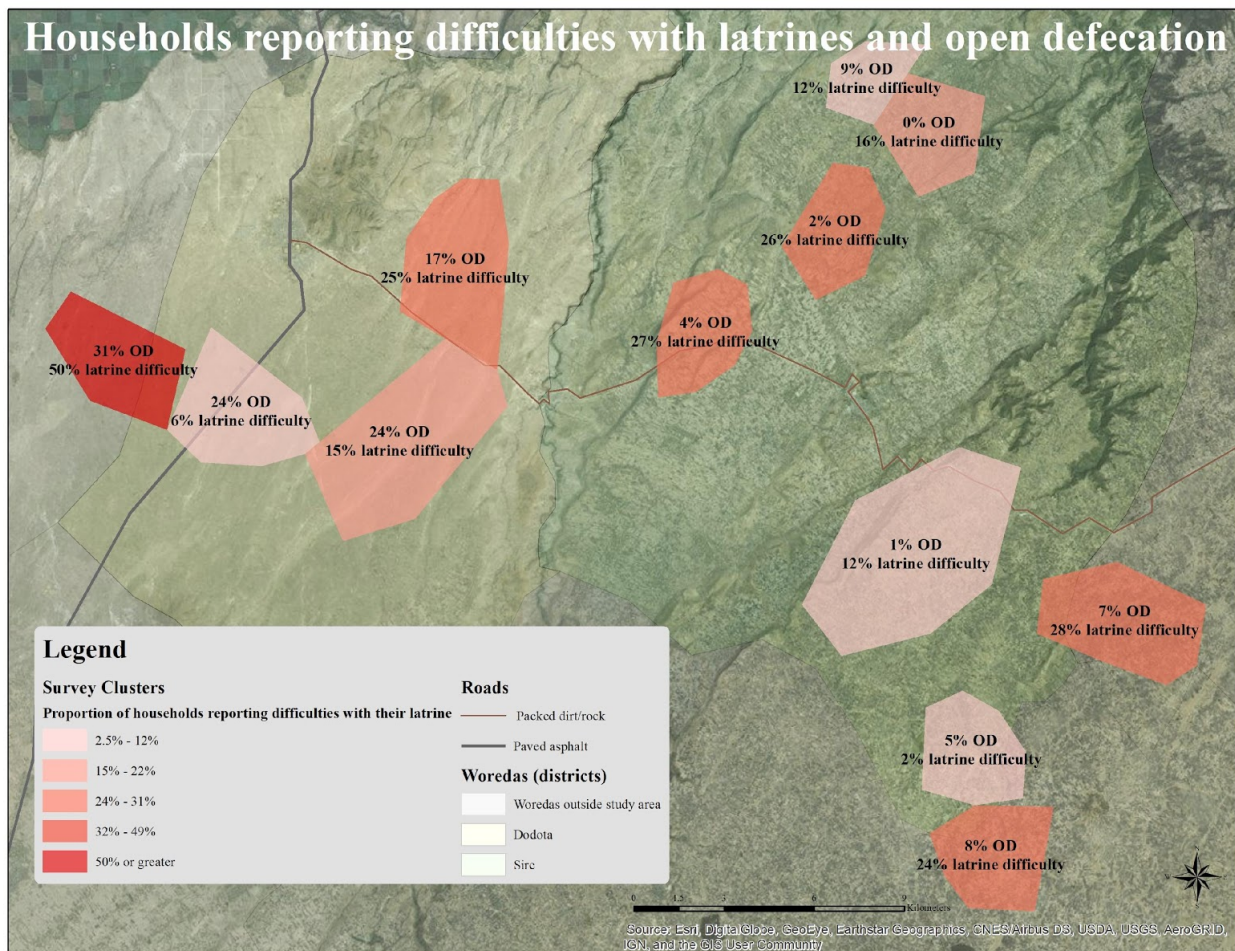 Households reporting difficulties with latrines and open defecation
9% OD
12% latrine difficulty
0% OD
16% latrine difficulty
2% OD
26% latrine difficulty
17% OD
25% latrine difficulty
4% OD
27% latrine difficulty
31% OD
50% latrine difficulty
24% OD
6% latrine difficulty
24% OD
15% latrine difficulty
1% OD
12% latrine difficulty
7% OD
28% latrine difficulty
5% OD
2% latrine difficulty
8% OD
24% latrine difficulty
Legend
Survey Clusters
Proportion of households reporting difficulties with their latrine
2.5% - 12%
15% - 22%
24% - 31%
32% - 49%
50% or greater
Roads
Packed dirt/rock
Paved asphalt
Woredas (districts)
Woredas outside study area
Dodota
Sire
0 1.5 3 6 9
Kilometers
Source: Esri, DigitalGlobe, GeoEye, Earthstar Geographics, CNES/Airbus DS, USDA, USGS, AeroGRID,
IGN, and the GIS User Community